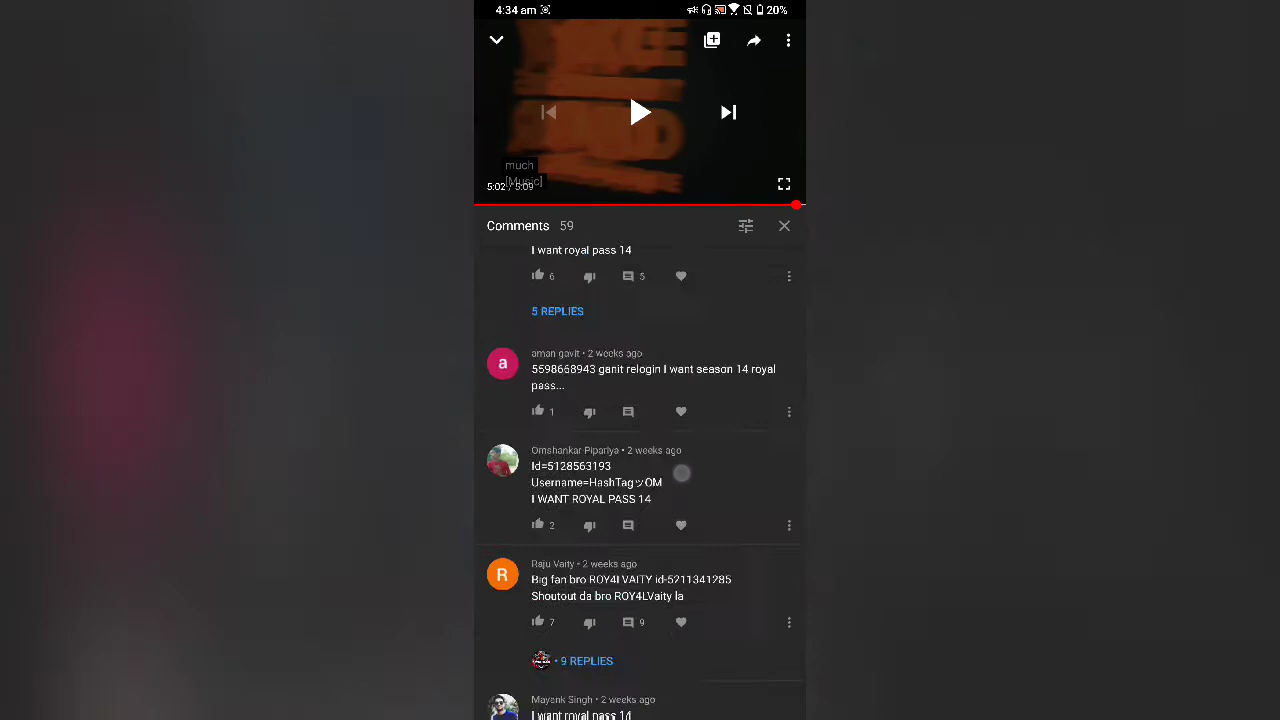 4:34 am
20%
much
[Music]
5:02 / 5:09
Comments 59
I want royal pass 14
6
5
5 REPLIES
aman gavit • 2 weeks ago
5598668943 ganit relogin I want season 14 royal
pass...
1
Omshankar Pipariya • 2 weeks ago
Id=5128563193
Username=HashTagツOM
I WANT ROYAL PASS 14
2
R
Raju Vaity • 2 weeks ago
Big fan bro ROY4LVAITY id-5211341285
Shoutout da bro ROY4LVaity la
7
9
• 9 REPLIES
Mayank Singh • 2 weeks ago
I want royal pass 14